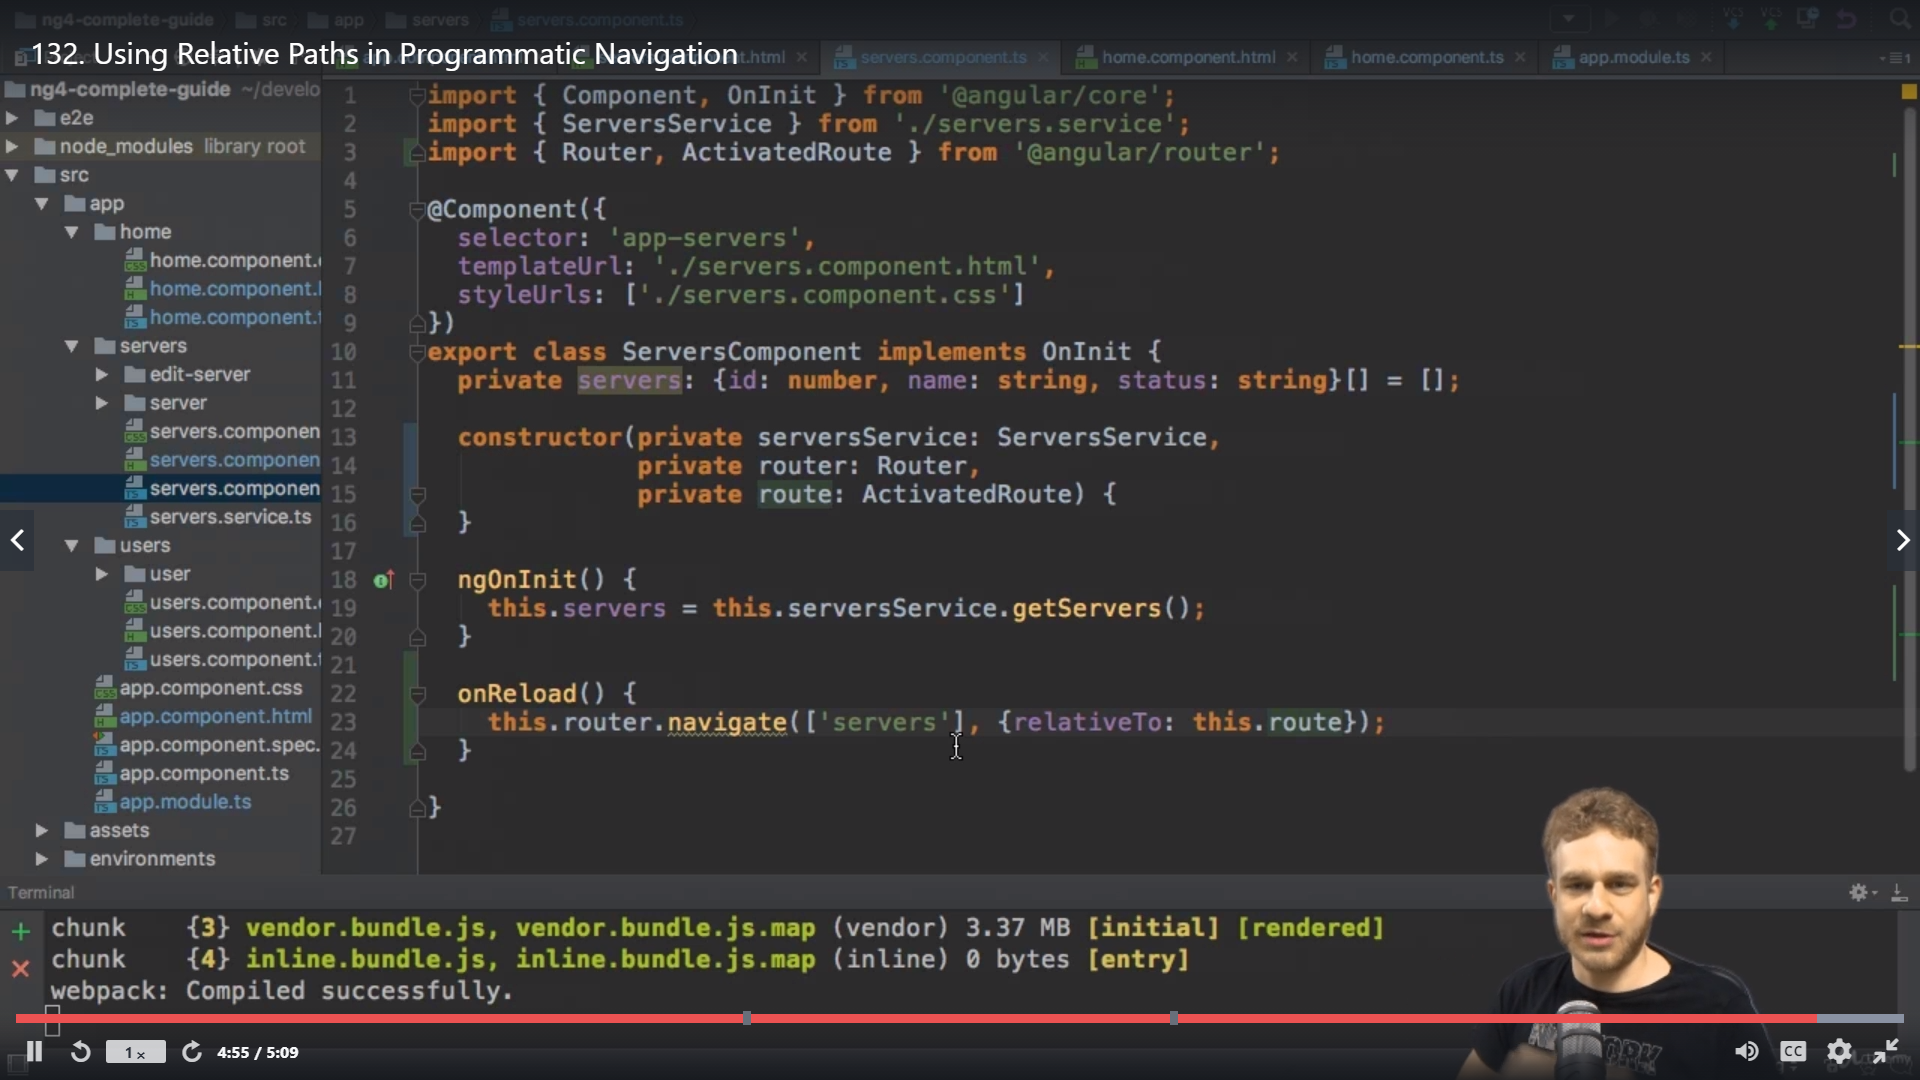 ng4-complete-guide src app servers servers.component.ts
132. Using Relative Paths in Programmatic Navigation
html servers.component.ts home.component.html home.component.ts app.module.ts
ng4-complete-guide ~/develo
e2e
node_modules library root
src
app
home
home.component.
home.component.
home.component.
servers
edit-server
server
servers.componen
servers.componen
servers.componen
servers.service.ts
users
user
users.component.
users.component.
users.component.
app.component.css
app.component.html
app.component.spec.
app.component.ts
app.module.ts
assets
environments
1 import { Component, OnInit } from '@angular/core';
2 import { ServersService } from './servers.service';
3 import { Router, ActivatedRoute } from '@angular/router';
4
5 @Component({
6 selector: 'app-servers',
7 templateUrl: './servers.component.html',
8 styleUrls: ['./servers.component.css']
9 })
10 export class ServersComponent implements OnInit {
11 private servers: {id: number, name: string, status: string}[] = [];
12
13 constructor(private serversService: ServersService,
14 private router: Router,
15 private route: ActivatedRoute) {
16 }
17
18 ngOnInit() {
19 this.servers = this.serversService.getServers();
20 }
21
22 onReload() {
23 this.router.navigate(['servers'], {relativeTo: this.route});
24 }
25
26 }
27
Terminal
chunk {3} vendor.bundle.js, vendor.bundle.js.map (vendor) 3.37 MB [initial] [rendered]
chunk {4} inline.bundle.js, inline.bundle.js.map (inline) 0 bytes [entry]
webpack: Compiled successfully.
1 x 4:55 / 5:09 CC